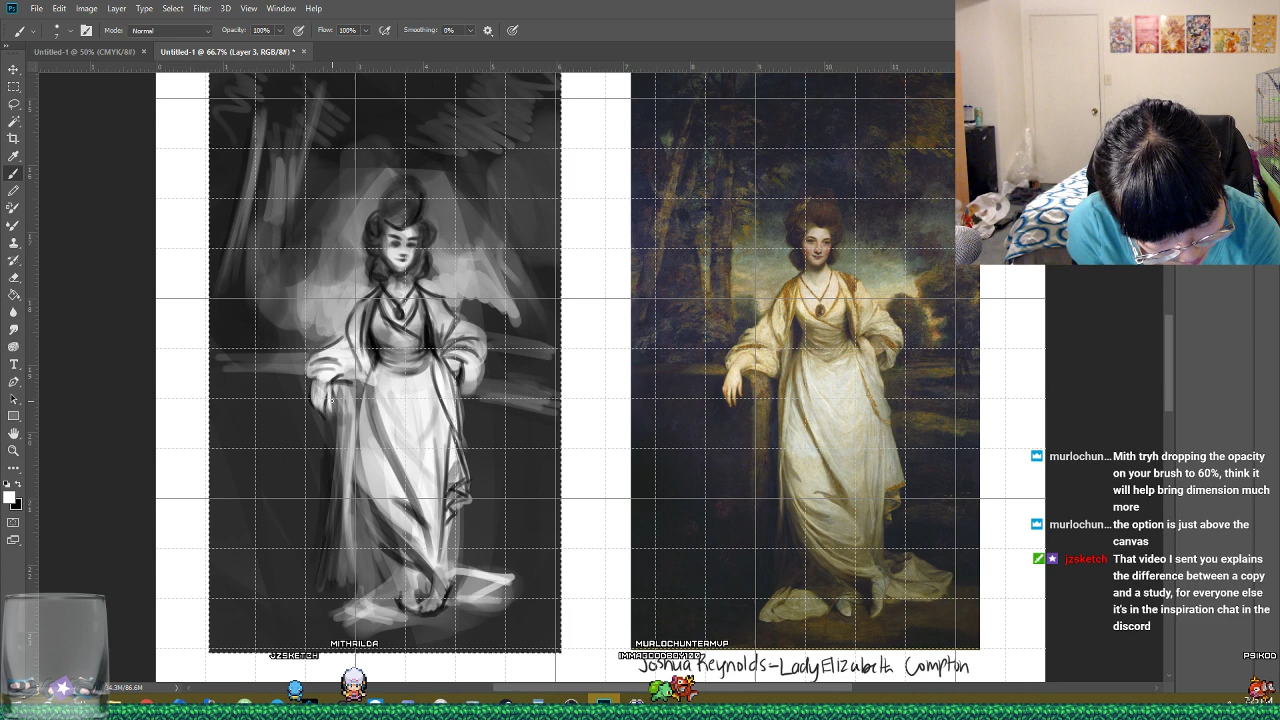 File Edit Image Layer Type Select Filter 3D View Window Help
Mode: Normal Opacity: 100% Flow: 100% Smoothing: 0%
Untitled-1 @ 50% (CMYK/8#) × Untitled-1 @ 66.7% (Layer 3, RGB/8#) * ×
murlochun... Mith tryh dropping the opacity
on your brush to 60%, think it
will help bring dimension much
more
murlochun... the option is just above the
canvas
jzsketch That video I sent you explains
the difference between a copy
and a study, for everyone else
it's in the inspiration chat in the
discord
MITHRILDA MURLOCHUNTERMVP
JZSKETCH PSIKOD
Joshua Reynolds - Lady Elizabeth Compton